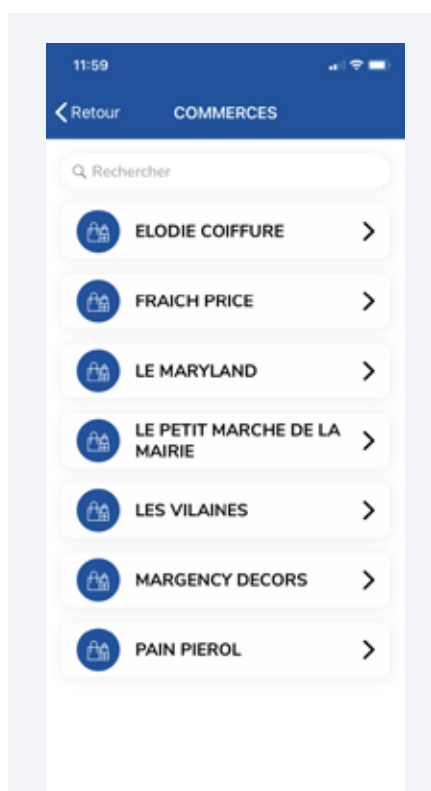 11:59
Retour
COMMERCES
Rechercher
ELODIE COIFFURE
FRAICH PRICE
LE MARYLAND
LE PETIT MARCHE DE LA
MAIRIE
LES VILAINES
MARGENCY DECORS
PAIN PIEROL